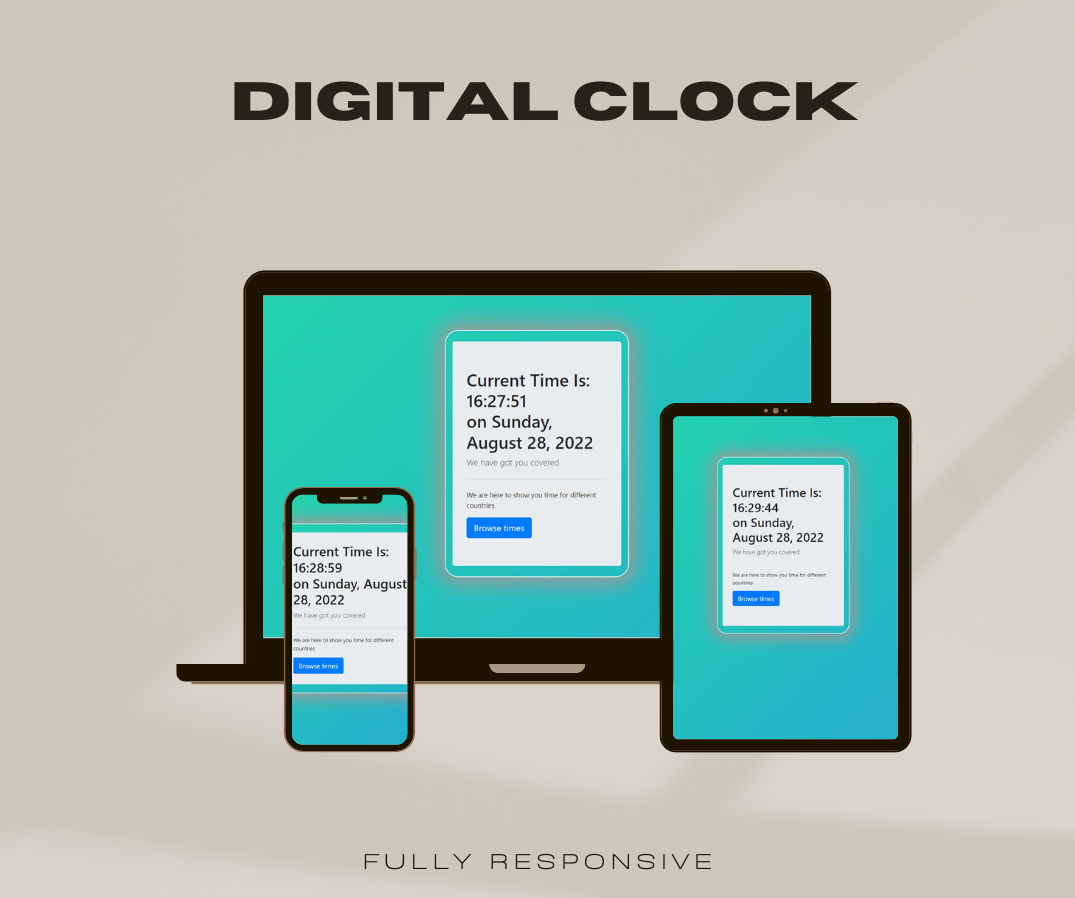 DIGITAL CLOCK
Current Time Is:
16:27:51
on Sunday,
August 28, 2022
We have got you covered
We are here to show you time for different
countries
Browse times
Current Time Is:
16:28:59
on Sunday, August
28, 2022
We have got you covered
We are here to show you time for different
countries
Browse times
Current Time Is:
16:29:44
on Sunday,
August 28, 2022
We have got you covered
We are here to show you time for different
countries
Browse times
FULLY RESPONSIVE